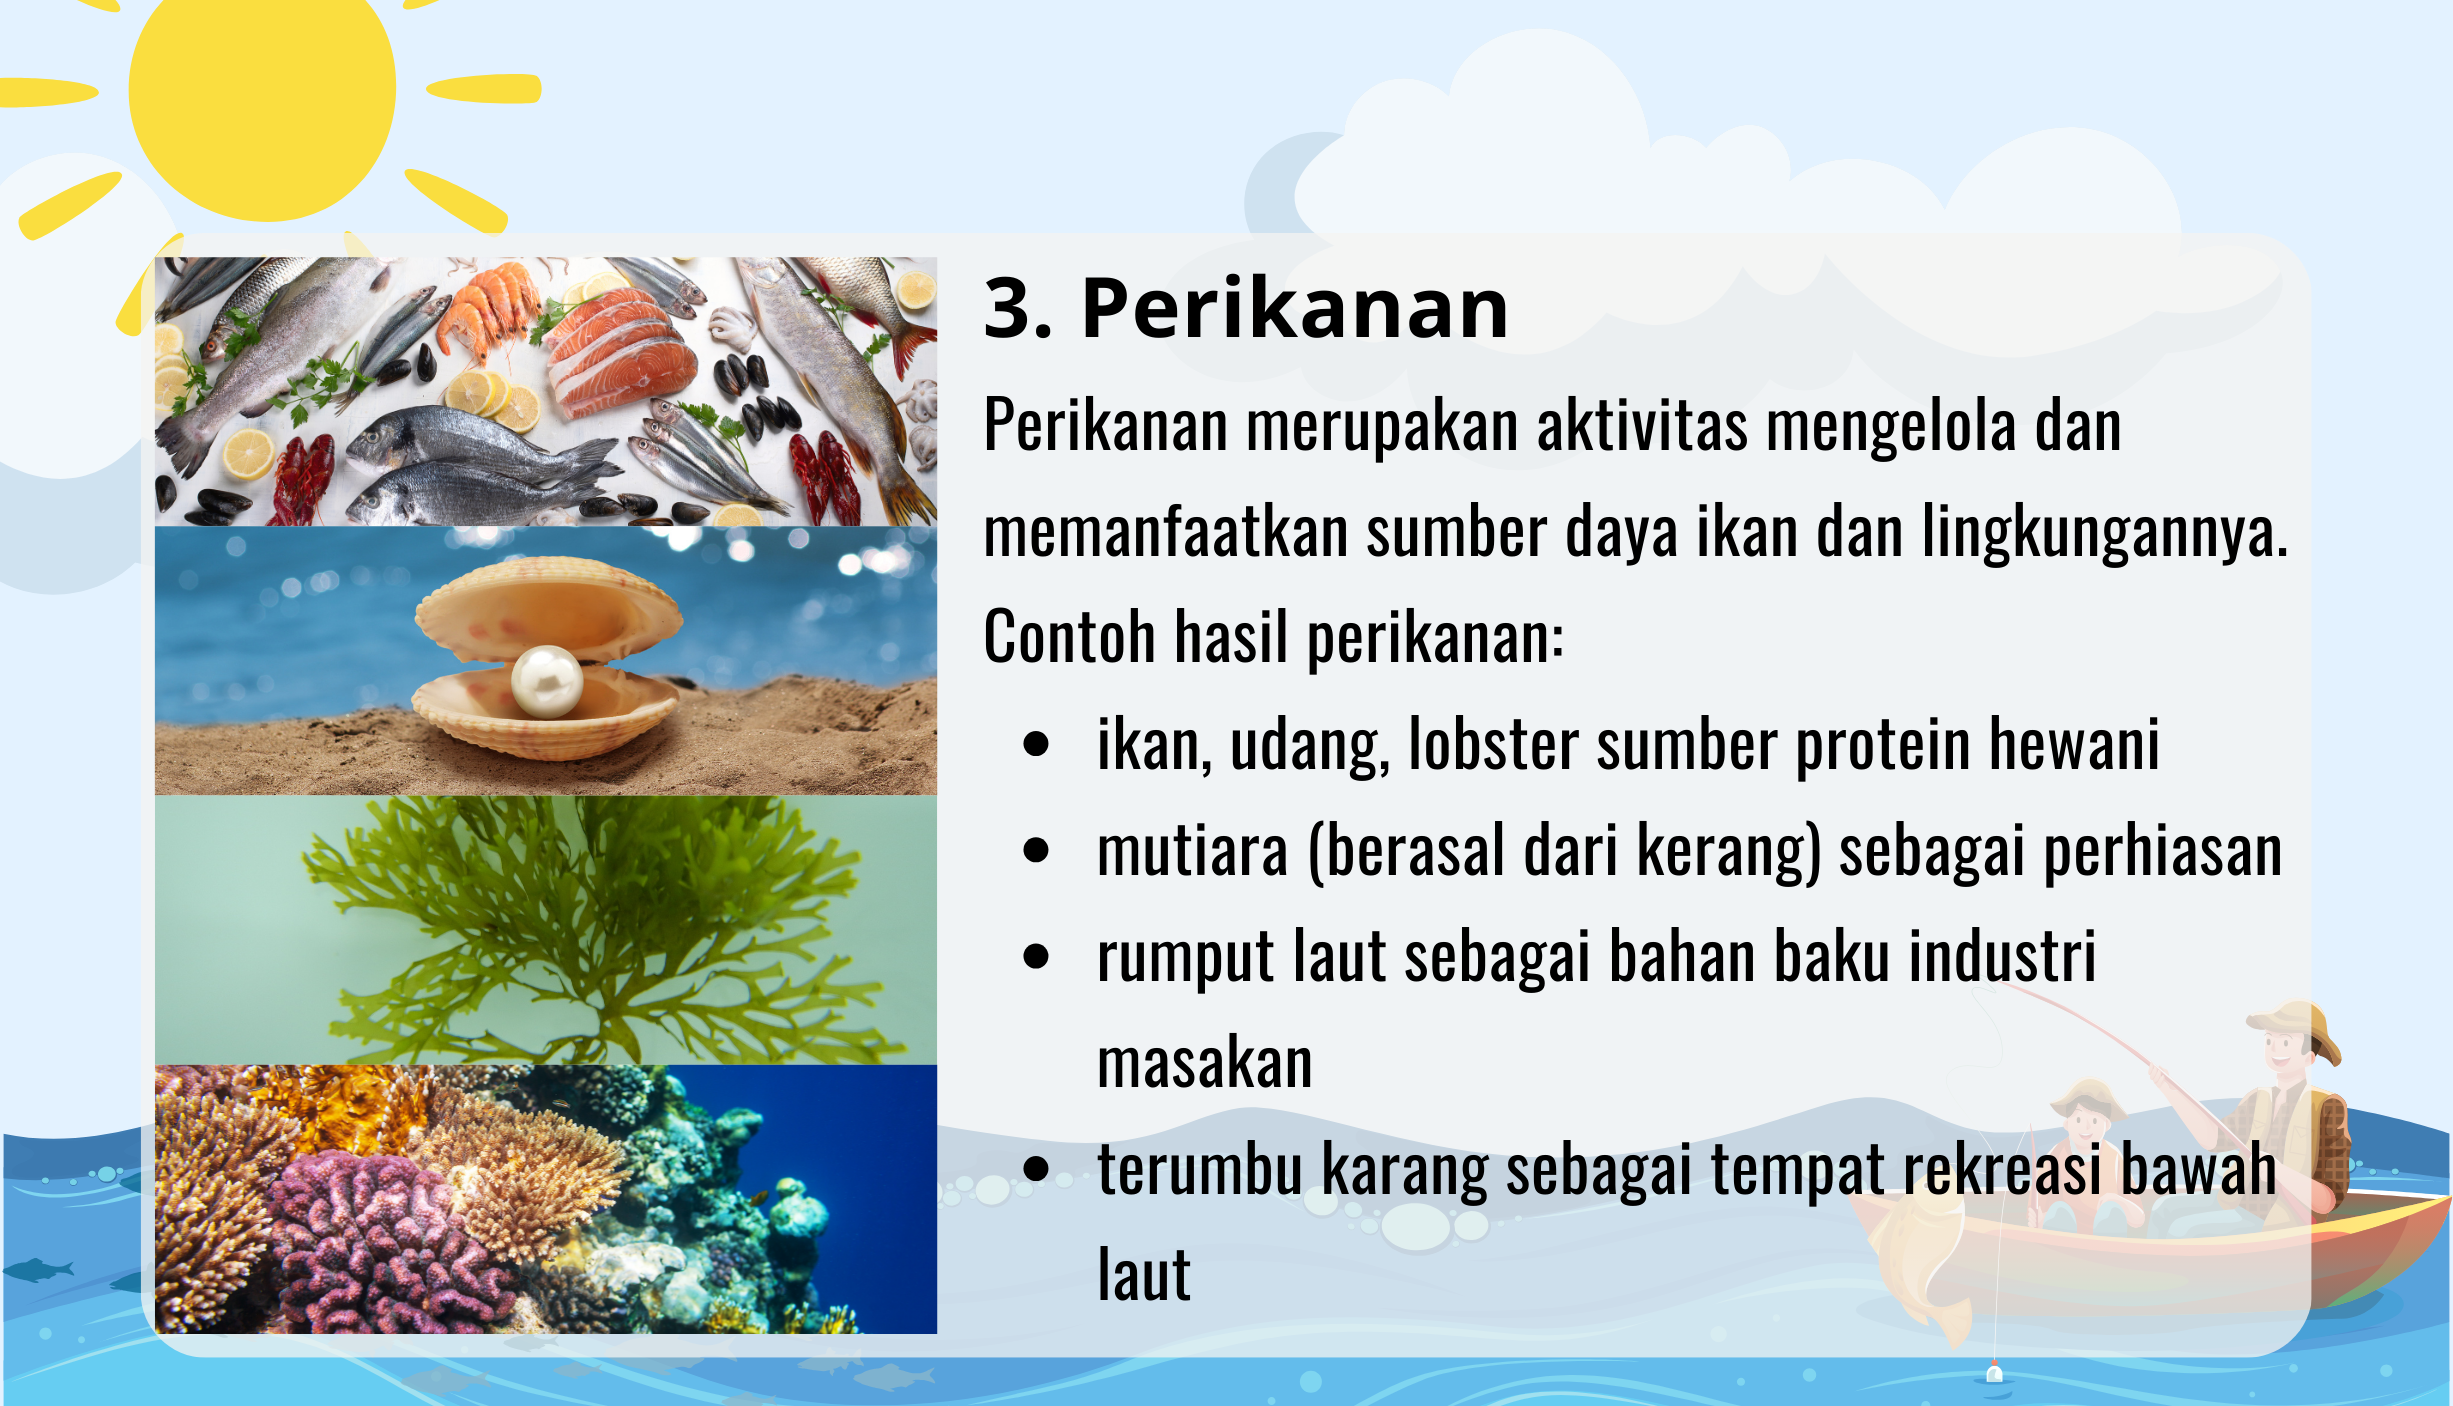 3. Perikanan
Perikanan merupakan aktivitas mengelola dan
memanfaatkan sumber daya ikan dan lingkungannya.
Contoh hasil perikanan:
• ikan, udang, lobster sumber protein hewani
• mutiara (berasal dari kerang) sebagai perhiasan
• rumput laut sebagai bahan baku industri
masakan
• terumbu karang sebagai tempat rekreasi bawah
laut